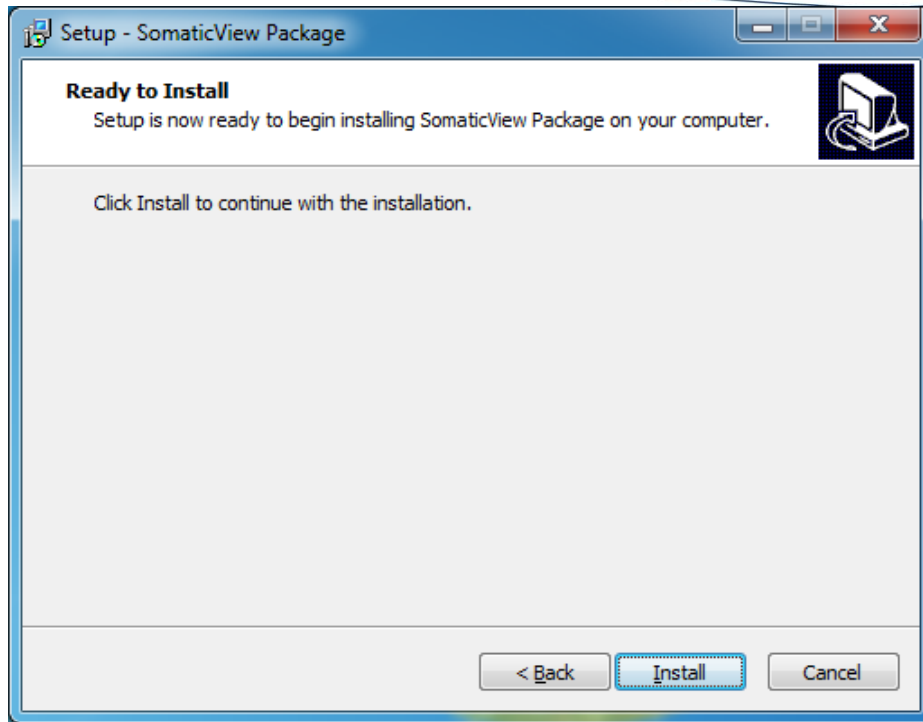 Setup - SomaticView Package
Ready to Install
Setup is now ready to begin installing SomaticView Package on your computer.
Click Install to continue with the installation.
< Back
Install
Cancel